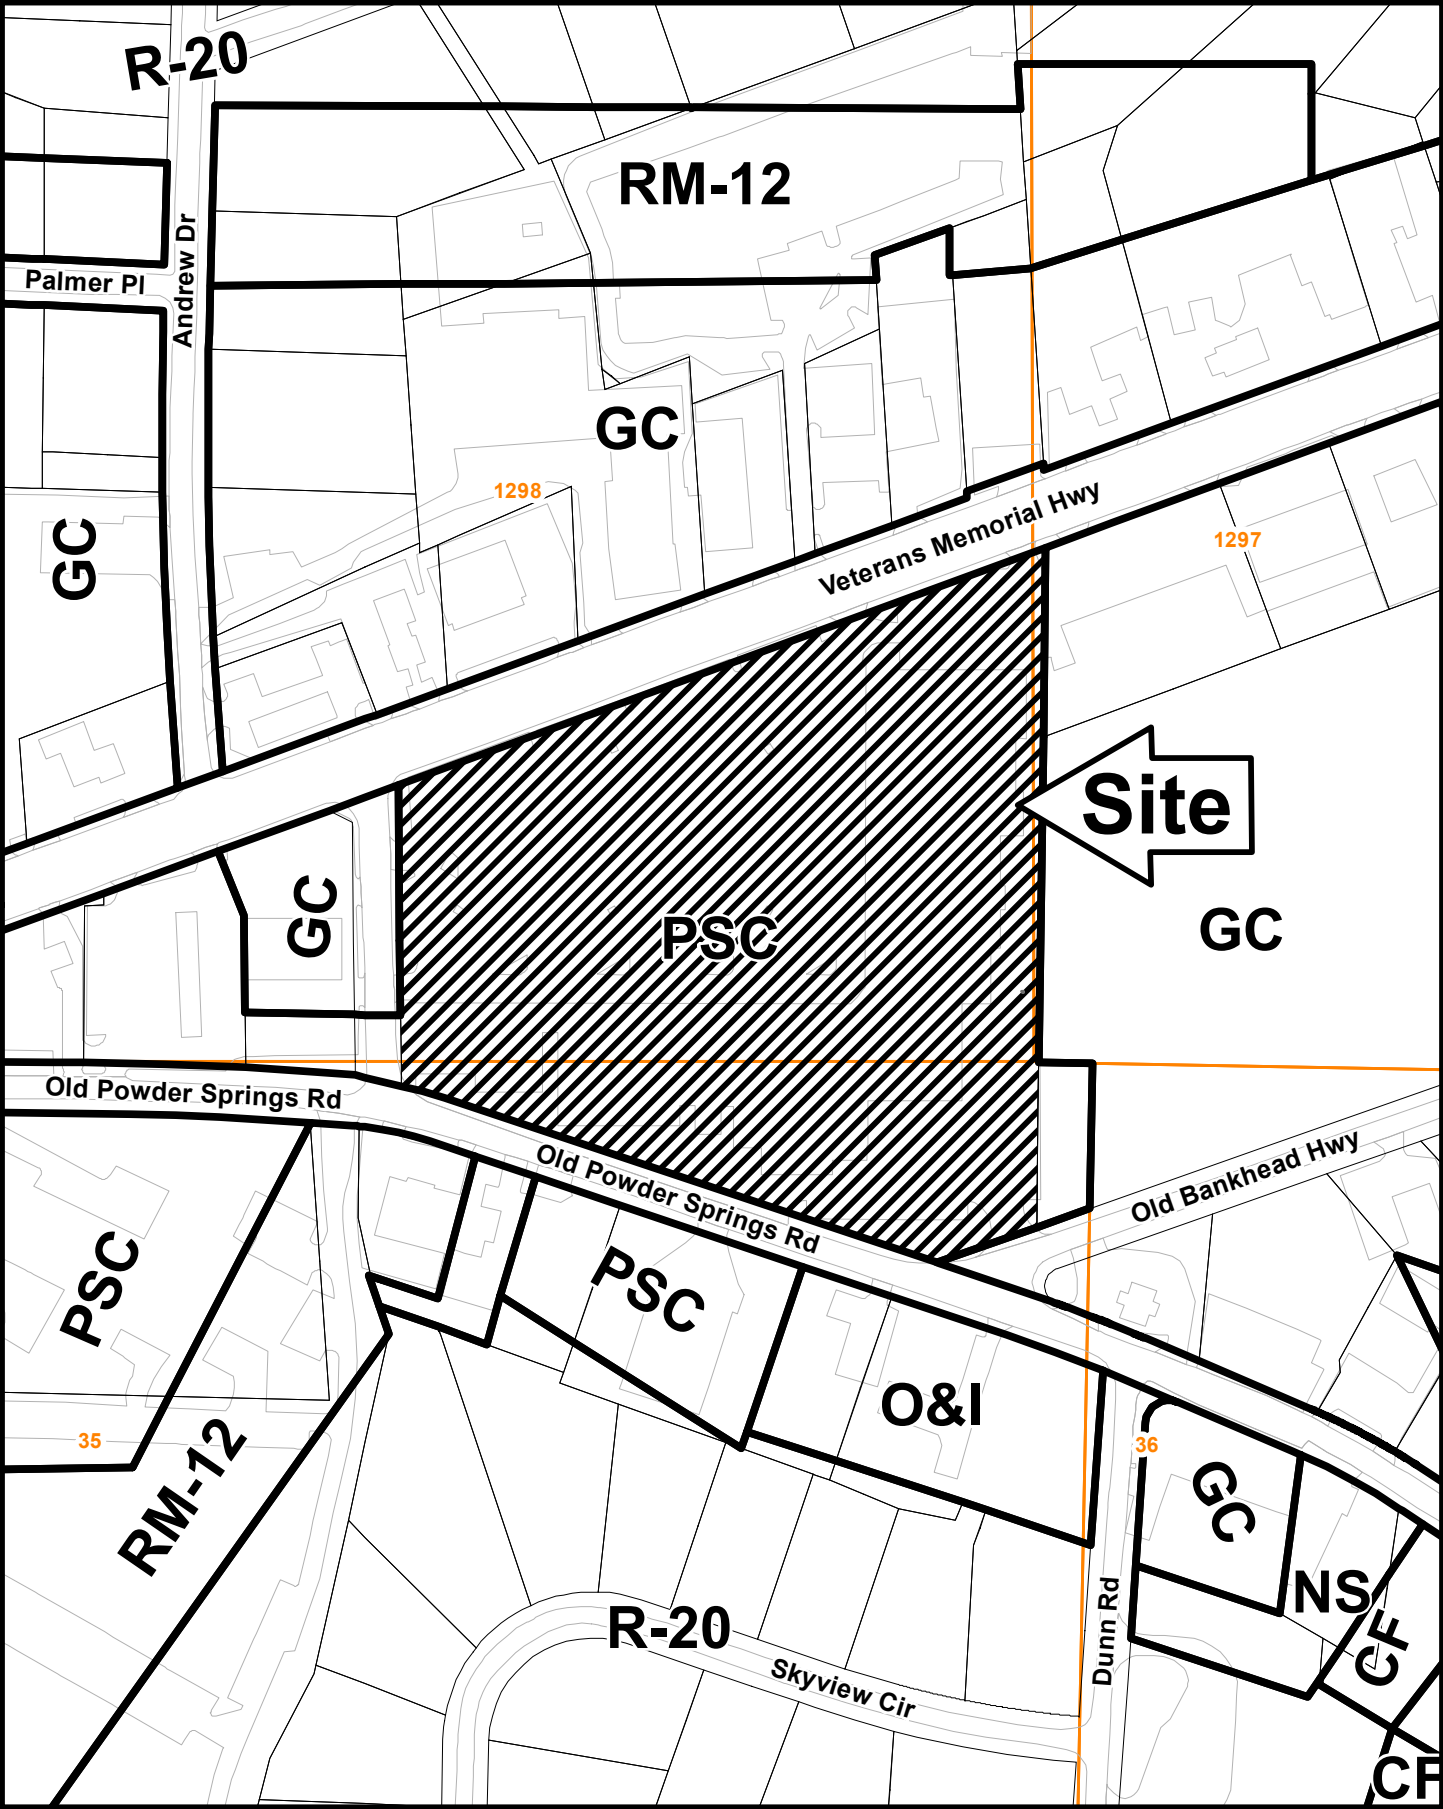 R-20
RM-12
Andrew Dr
Palmer Pl
GC
1298
Veterans Memorial Hwy
GC
1297
Site
GC
PSC
GC
Old Powder Springs Rd
Old Powder Springs Rd
Old Bankhead Hwy
PSC
PSC
O&I
35
36
RM-12
GC
NS
CF
R-20
Dunn Rd
Skyview Cir
CF